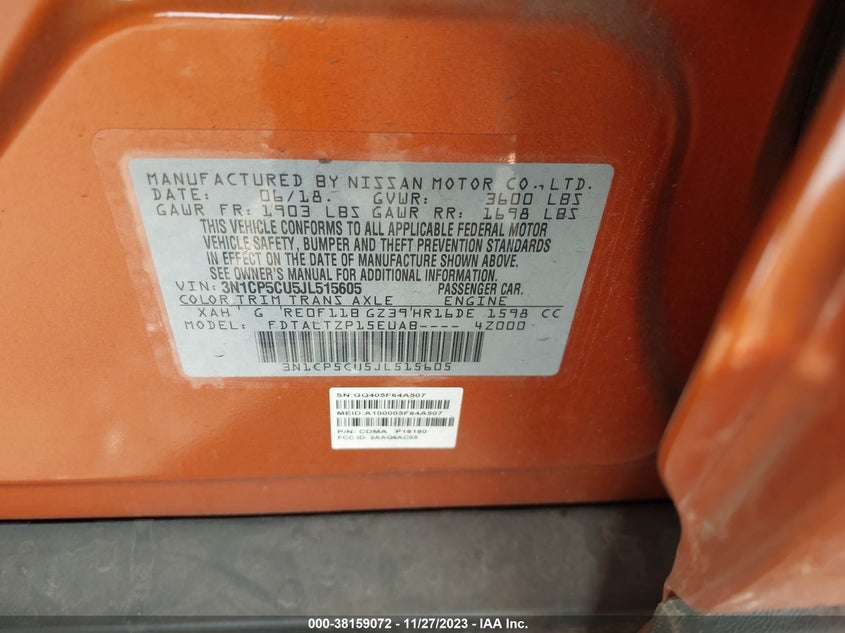 MANUFACTURED BY NISSAN MOTOR CO., LTD.
DATE: 06/18. GVWR: 3600 LBS
GAWR FR: 1903 LBS GAWR RR: 1698 LBS
THIS VEHICLE CONFORMS TO ALL APPLICABLE FEDERAL MOTOR
VEHICLE SAFETY, BUMPER AND THEFT PREVENTION STANDARDS
IN EFFECT ON THE DATE OF MANUFACTURE SHOWN ABOVE.
SEE OWNER'S MANUAL FOR ADDITIONAL INFORMATION.
VIN: 3N1CP5CU5JL515605 PASSENGER CAR.
COLOR TRIM TRANS AXLE ENGINE
XAH G RE0F11B GZ39 HR16DE 1598 CC
MODEL: FDTALTZP15EUAB---- 4Z000
3N1CP5CU5JL515605
SN:GQ405F64A507
MEID:A100005F64A507
P/N: CDMA P18190
FCC ID: 2AAQ6AC05
000-38159072 - 11/27/2023 - IAA Inc.